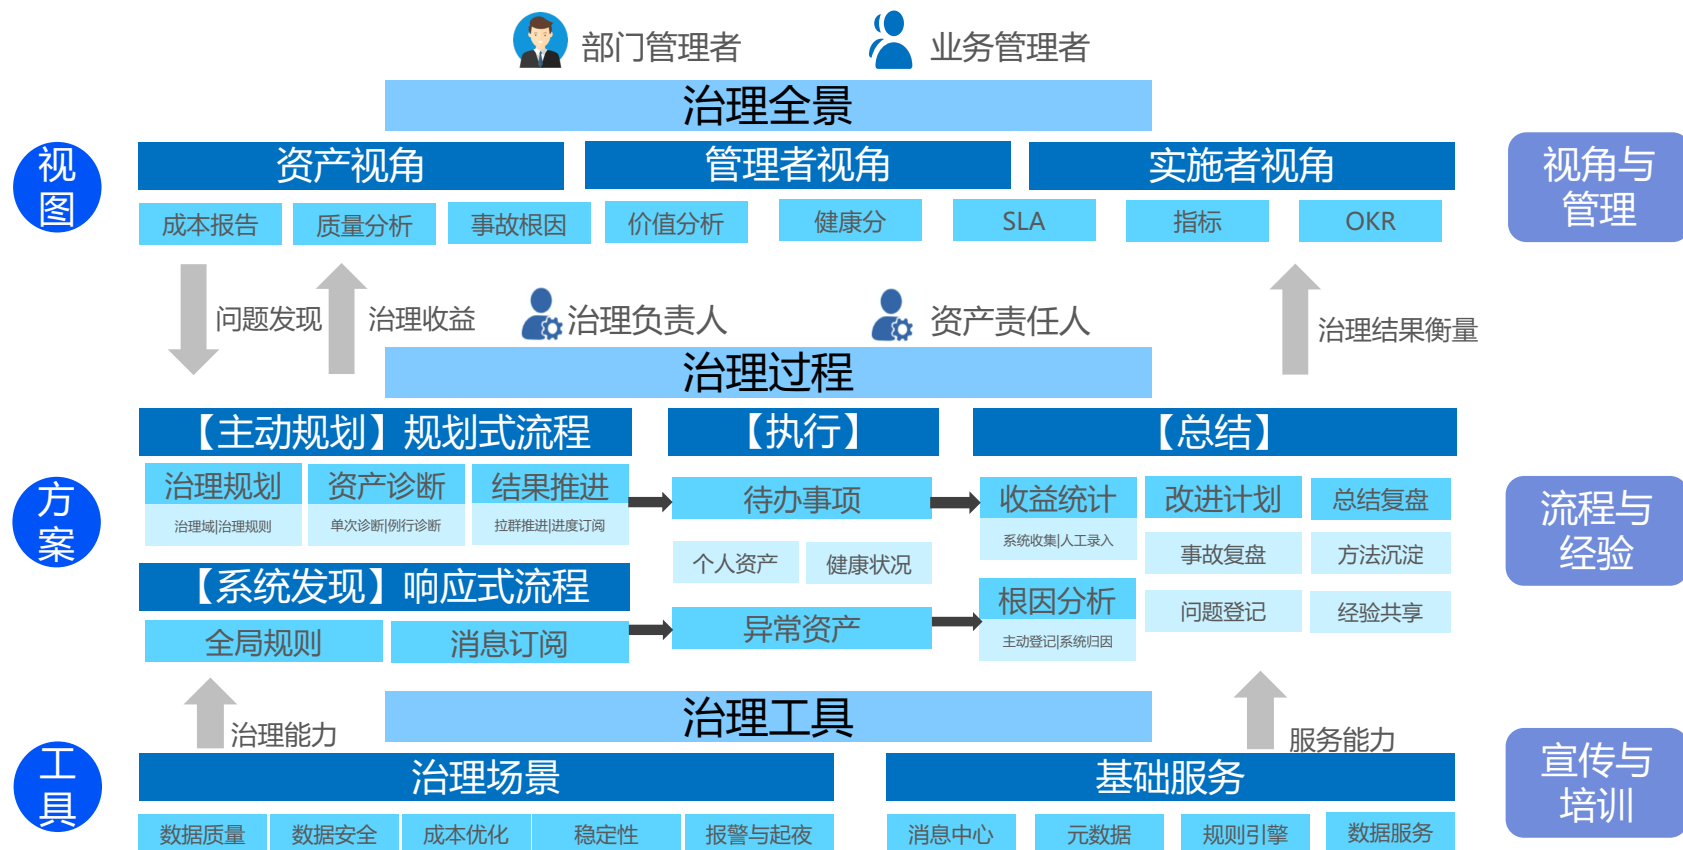 部门管理者
业务管理者
治理全景
视图
资产视角
管理者视角
实施者视角
视角与
管理
成本报告
质量分析
事故根因
价值分析
健康分
SLA
指标
OKR
问题发现
治理收益
治理负责人
资产责任人
治理结果衡量
治理过程
方案
【主动规划】规划式流程
【执行】
【总结】
流程与
经验
治理规划
资产诊断
结果推进
治理域|治理规则
单次诊断|例行诊断
拉群推进|进度订阅
待办事项
收益统计
改进计划
总结复盘
系统收集|人工录入
个人资产
健康状况
事故复盘
方法沉淀
【系统发现】响应式流程
全局规则
消息订阅
异常资产
根因分析
主动登记|系统归因
问题登记
经验共享
治理能力
治理工具
服务能力
工具
治理场景
基础服务
宣传与
培训
数据质量
数据安全
成本优化
稳定性
报警与起夜
消息中心
元数据
规则引擎
数据服务